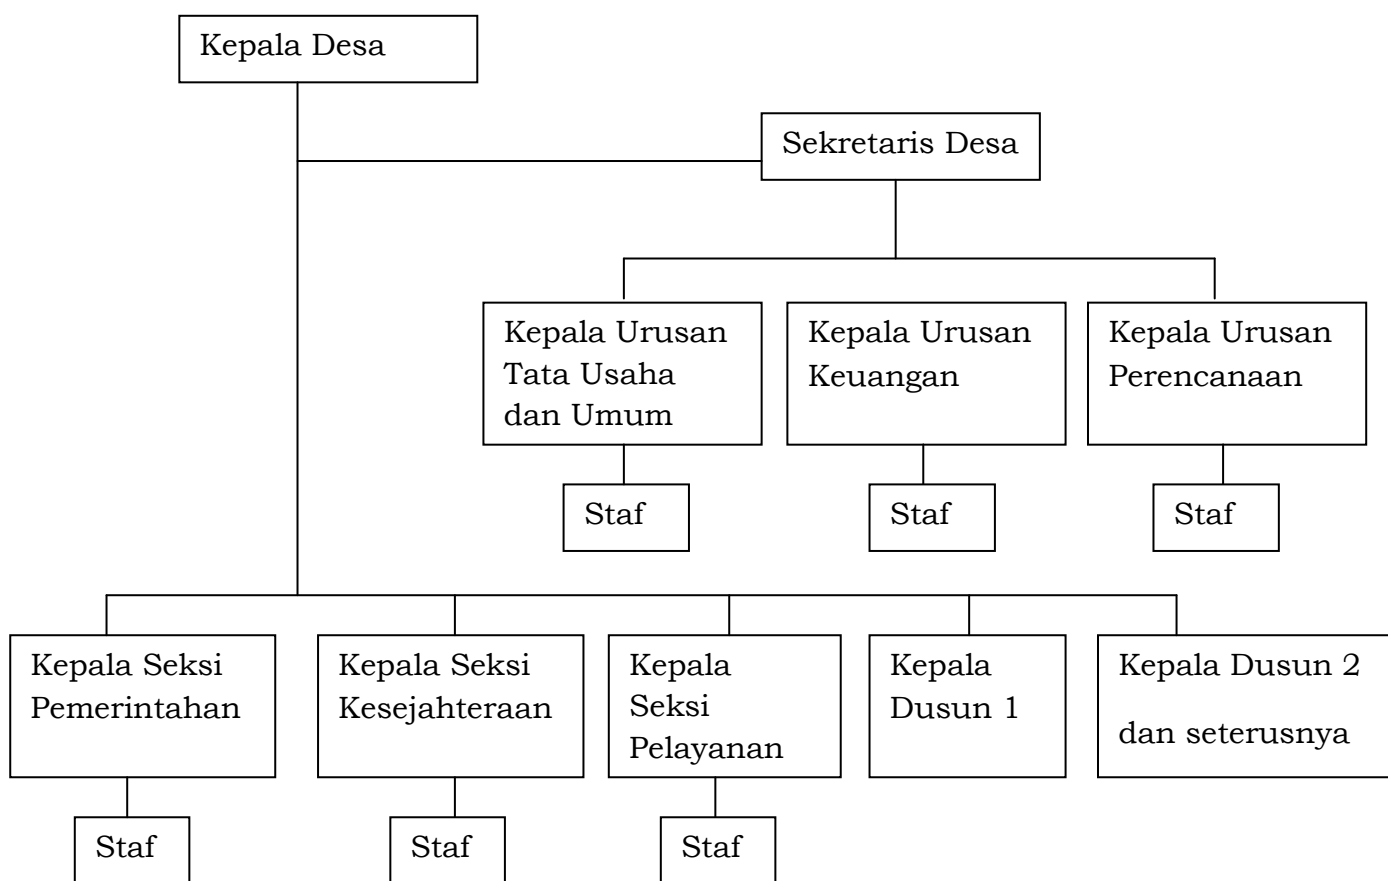 Kepala Desa
Sekretaris Desa
Kepala Urusan
Tata Usaha
dan Umum
Kepala Urusan
Keuangan
Kepala Urusan
Perencanaan
Staf
Staf
Staf
Kepala Seksi
Pemerintahan
Kepala Seksi
Kesejahteraan
Kepala
Seksi
Pelayanan
Kepala
Dusun 1
Kepala Dusun 2
dan seterusnya
Staf
Staf
Staf